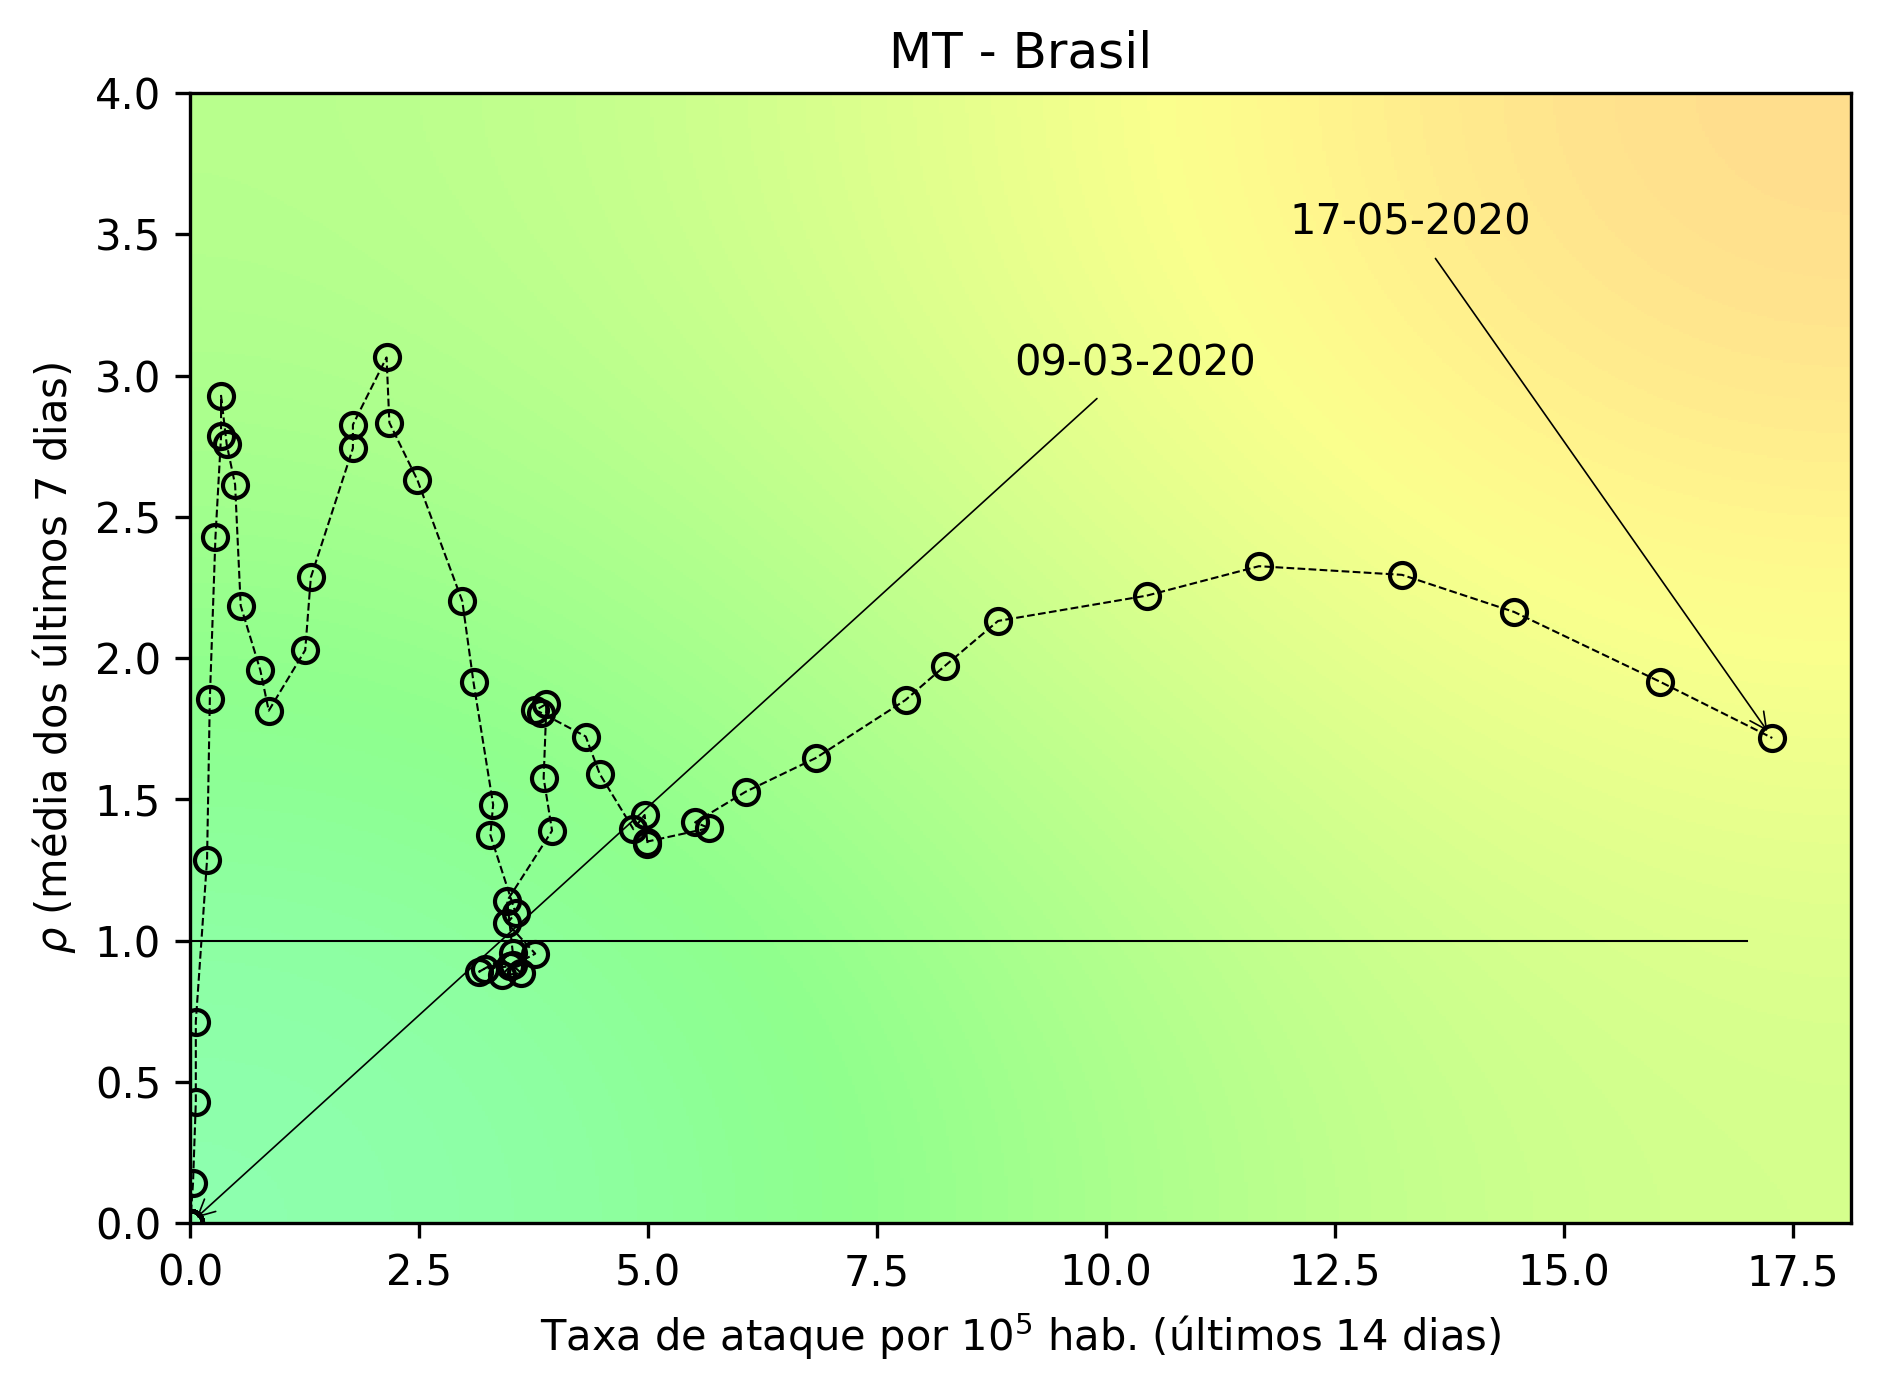 MT - Brasil
4.0
3.5
3.0
2.5
2.0
1.5
1.0
0.5
0.0
ρ (média dos últimos 7 dias)
17-05-2020
09-03-2020
0.0 2.5 5.0 7.5 10.0 12.5 15.0 17.5
Taxa de ataque por 10⁵ hab. (últimos 14 dias)